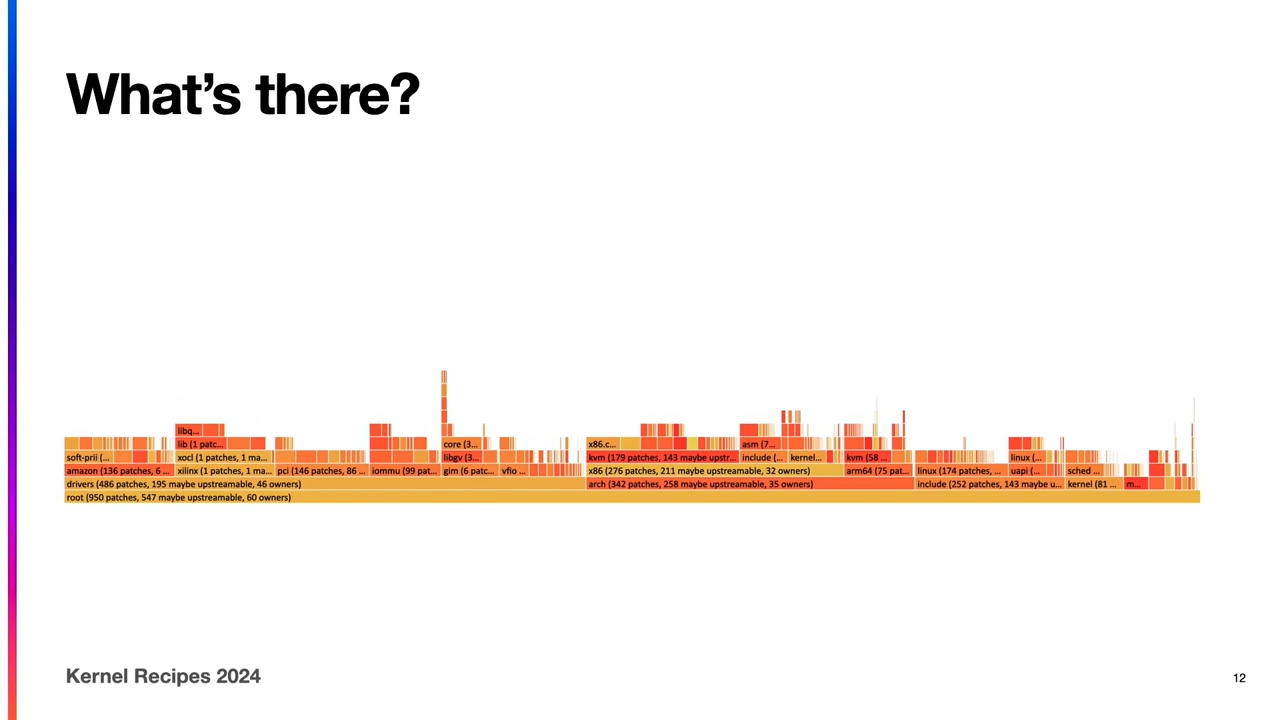 What's there?
libq...
lib (1 patc...
core (3...
x86.c...
asm (7...
linux (...
soft-prii (...
xocl (1 patches, 1 ma...
libgv (3...
kvm (179 patches, 143 maybe upstr...
include (...
kernel...
kvm (58 ...
uapi (...
sched ...
amazon (136 patches, 6 ...
xilinx (1 patches, 1 ma...
pci (146 patches, 86 ...
iommu (99 pat...
gim (6 patc...
vfio ...
x86 (276 patches, 211 maybe upstreamable, 32 owners)
arm64 (75 pat...
linux (174 patches, ...
drivers (486 patches, 195 maybe upstreamable, 46 owners)
arch (342 patches, 258 maybe upstreamable, 35 owners)
include (252 patches, 143 maybe u...
kernel (81 ...
m...
root (950 patches, 547 maybe upstreamable, 60 owners)
Kernel Recipes 2024
12